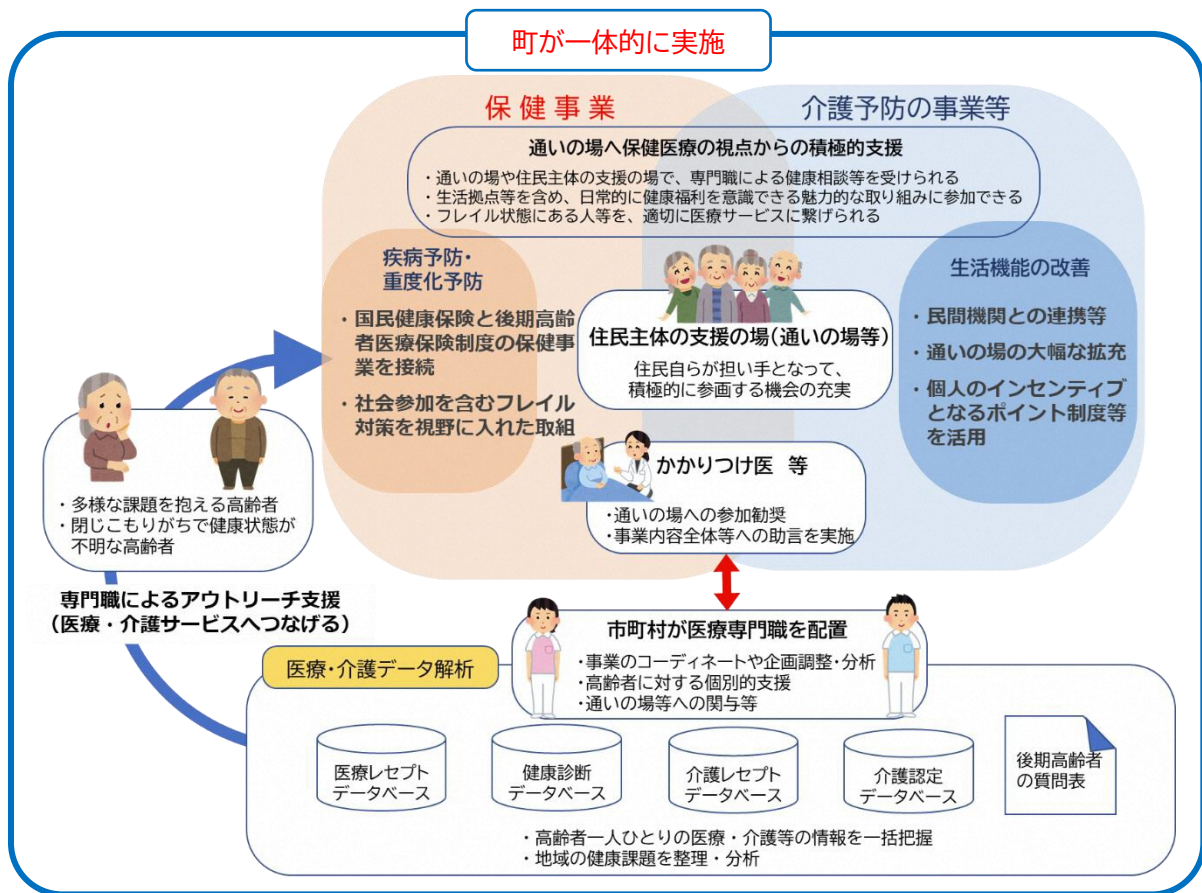 町が一体的に実施
保健事業
介護予防の事業等
通いの場へ保健医療の視点からの積極的支援
・通いの場や住民主体の支援の場で、専門職による健康相談等を受けられる
・生活拠点等を含め、日常的に健康福利を意識できる魅力的な取り組みに参加できる
・フレイル状態にある人等を、適切に医療サービスに繋げられる
疾病予防・
重度化予防
・国民健康保険と後期高齢
者医療保険制度の保健事
業を接続
・社会参加を含むフレイル
対策を視野に入れた取組
住民主体の支援の場(通いの場等)
住民自らが担い手となって、
積極的に参画する機会の充実
生活機能の改善
・民間機関との連携等
・通いの場の大幅な拡充
・個人のインセンティブ
となるポイント制度等
を活用
かかりつけ医 等
・通いの場への参加勧奨
・事業内容全体等への助言を実施
・多様な課題を抱える高齢者
・閉じこもりがちで健康状態が
不明な高齢者
専門職によるアウトリーチ支援
(医療・介護サービスへつなげる)
市町村が医療専門職を配置
・事業のコーディネートや企画調整・分析
・高齢者に対する個別的支援
・通いの場等への関与等
医療・介護データ解析
医療レセプト
データベース
健康診断
データベース
介護レセプト
データベース
介護認定
データベース
後期高齢者
の質問表
・高齢者一人ひとりの医療・介護等の情報を一括把握
・地域の健康課題を整理・分析